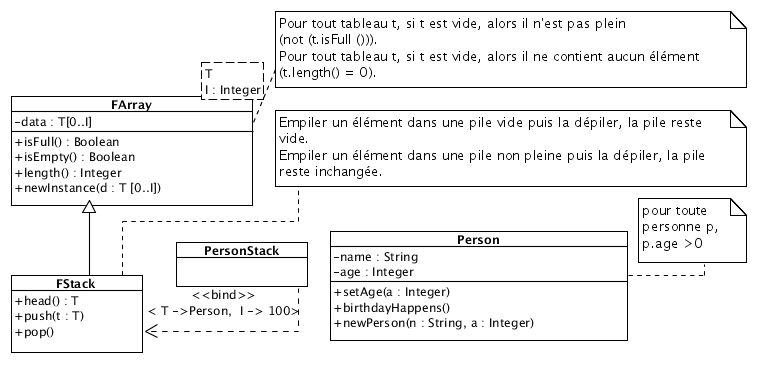 Pour tout tableau t, si t est vide, alors il n'est pas plein
(not (t.isFull ())).
Pour tout tableau t, si t est vide, alors il ne contient aucun élément
(t.length() = 0).
T
I : Integer
FArray
-data : T[0..I]
+isFull() : Boolean
+isEmpty() : Boolean
+length() : Integer
+newInstance(d : T [0..I])
Empiler un élément dans une pile vide puis la dépiler, la pile reste
vide.
Empiler un élément dans une pile non pleine puis la dépiler, la pile
reste inchangée.
pour toute
personne p,
p.age >0
Person
-name : String
-age : Integer
+setAge(a : Integer)
+birthdayHappens()
+newPerson(n : String, a : Integer)
PersonStack
<<bind>>
< T ->Person, I -> 100>
FStack
+head() : T
+push(t : T)
+pop()